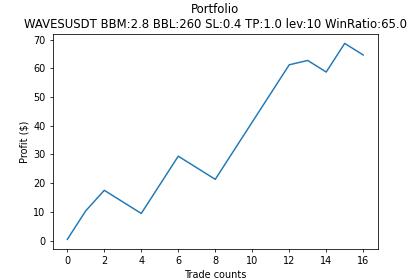 Portfolio
WAVESUSDT BBM:2.8 BBL:260 SL:0.4 TP:1.0 lev:10 WinRatio:65.0
70
60
50
40
30
20
10
0
Profit ($)
0 2 4 6 8 10 12 14 16
Trade counts